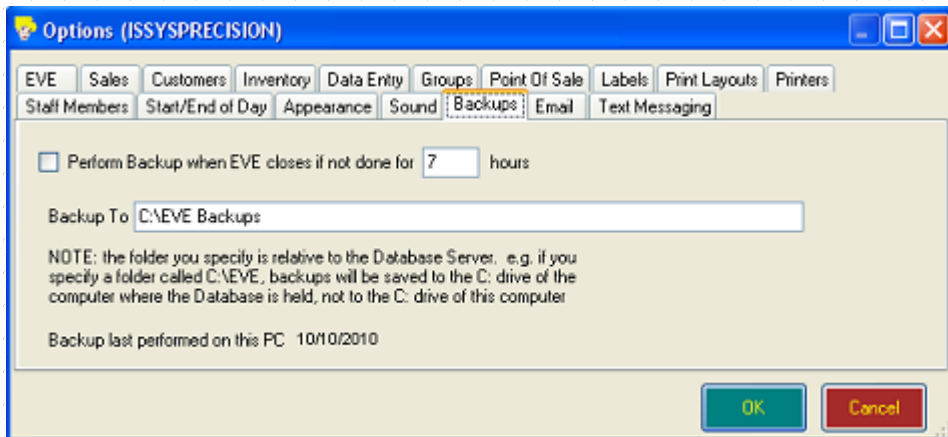 Options (ISSYSPRECISION)
EVE Sales Customers Inventory Data Entry Groups Point Of Sale Labels Print Layouts Printers
Staff Members Start/End of Day Appearance Sound Backups Email Text Messaging
Perform Backup when EVE closes if not done for 7 hours
Backup To C:\EVE Backups
NOTE: the folder you specify is relative to the Database Server. e.g. if you
specify a folder called C:\EVE, backups will be saved to the C: drive of the
computer where the Database is held, not to the C: drive of this computer
Backup last performed on this PC 10/10/2010
OK Cancel